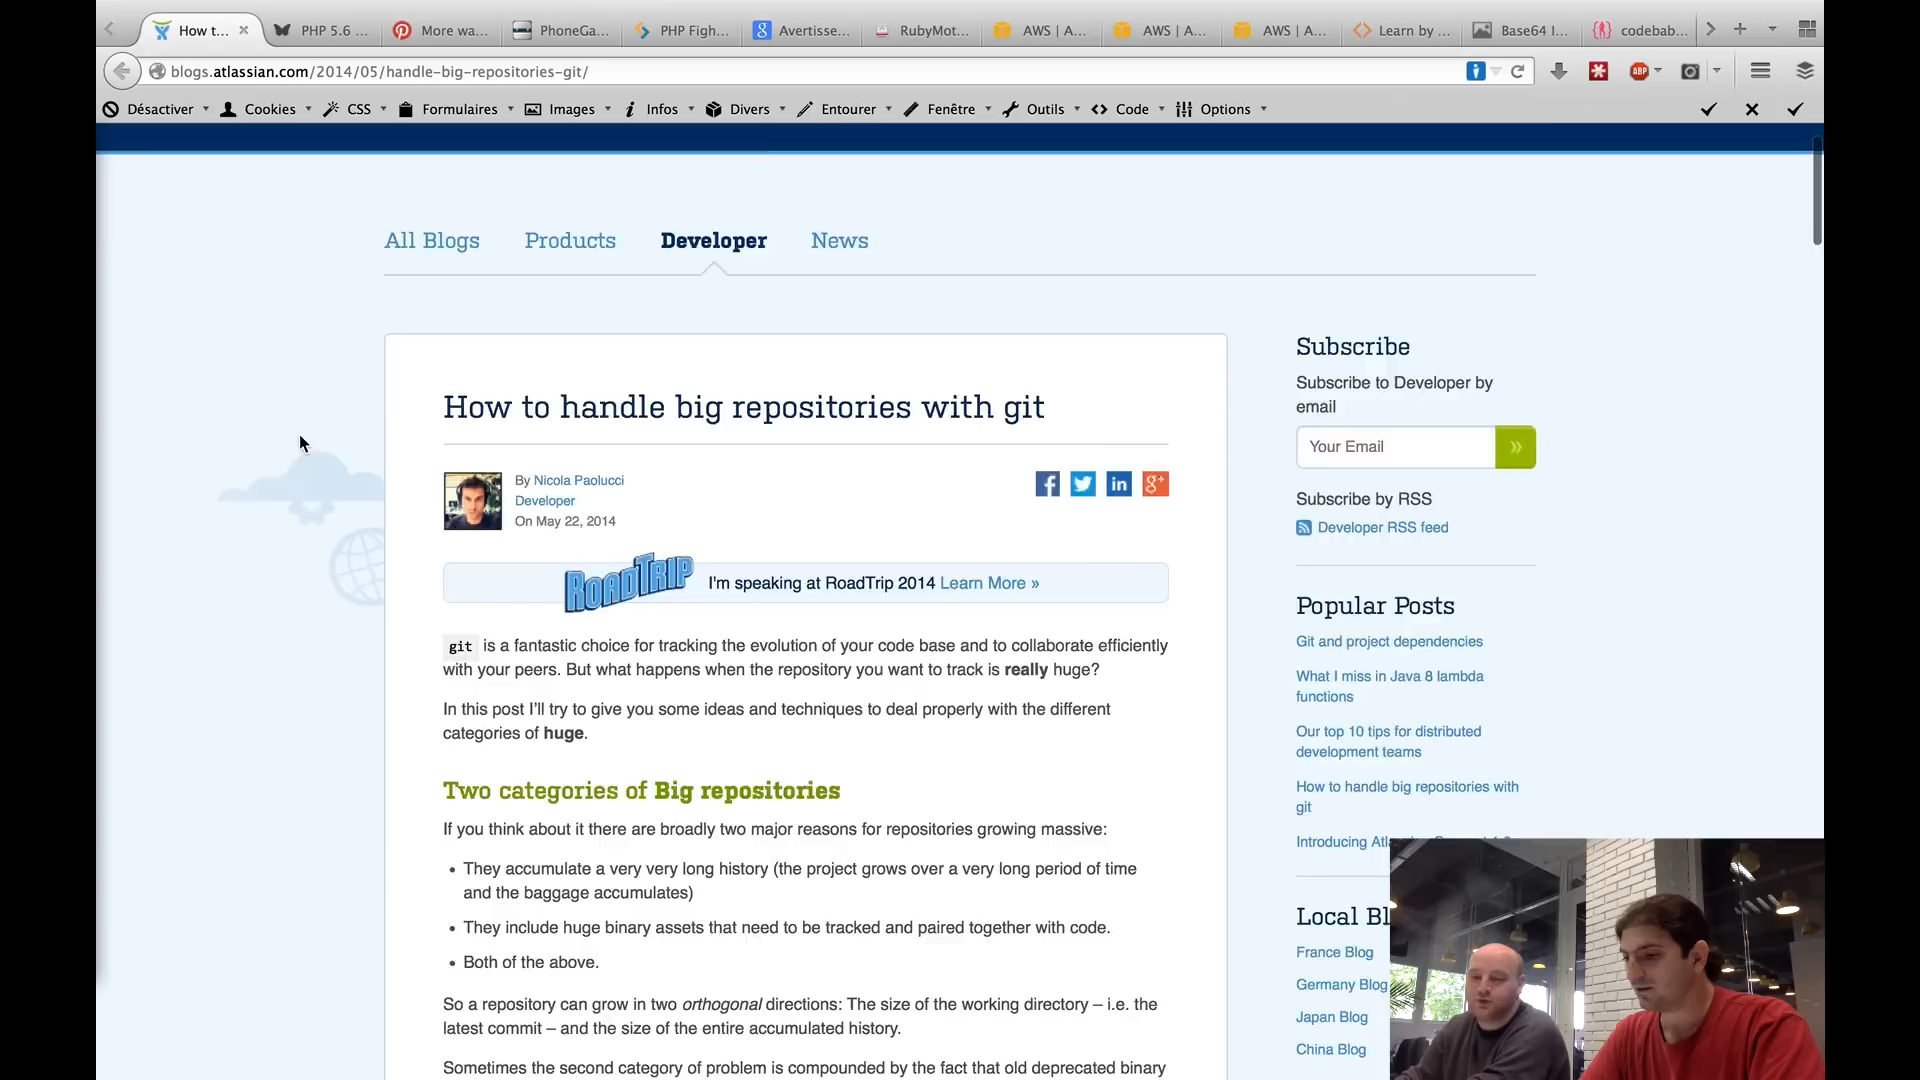 How t...
PHP 5.6 ...
More wa...
PhoneGa...
PHP Figh...
Avertisse...
RubyMot...
AWS | A...
AWS | A...
AWS | A...
Learn by ...
Base64 I...
codebab...
blogs.atlassian.com/2014/05/handle-big-repositories-git/
ABP
Désactiver
Cookies
CSS
Formulaires
Images
Infos
Divers
Entourer
Fenêtre
Outils
Code
Options
All Blogs
Products
Developer
News
How to handle big repositories with git
By Nicola Paolucci
Developer
On May 22, 2014
ROADTRIP
I'm speaking at RoadTrip 2014 Learn More »
git is a fantastic choice for tracking the evolution of your code base and to collaborate efficiently
with your peers. But what happens when the repository you want to track is really huge?
In this post I'll try to give you some ideas and techniques to deal properly with the different
categories of huge.
Two categories of Big repositories
If you think about it there are broadly two major reasons for repositories growing massive:
• They accumulate a very very long history (the project grows over a very long period of time
and the baggage accumulates)
• They include huge binary assets that need to be tracked and paired together with code.
• Both of the above.
So a repository can grow in two orthogonal directions: The size of the working directory – i.e. the
latest commit – and the size of the entire accumulated history.
Sometimes the second category of problem is compounded by the fact that old deprecated binary
Subscribe
Subscribe to Developer by
email
Your Email
»
Subscribe by RSS
Developer RSS feed
Popular Posts
Git and project dependencies
What I miss in Java 8 lambda
functions
Our top 10 tips for distributed
development teams
How to handle big repositories with
git
Introducing
Local
France Blog
Germany Blog
Japan Blog
China Blog